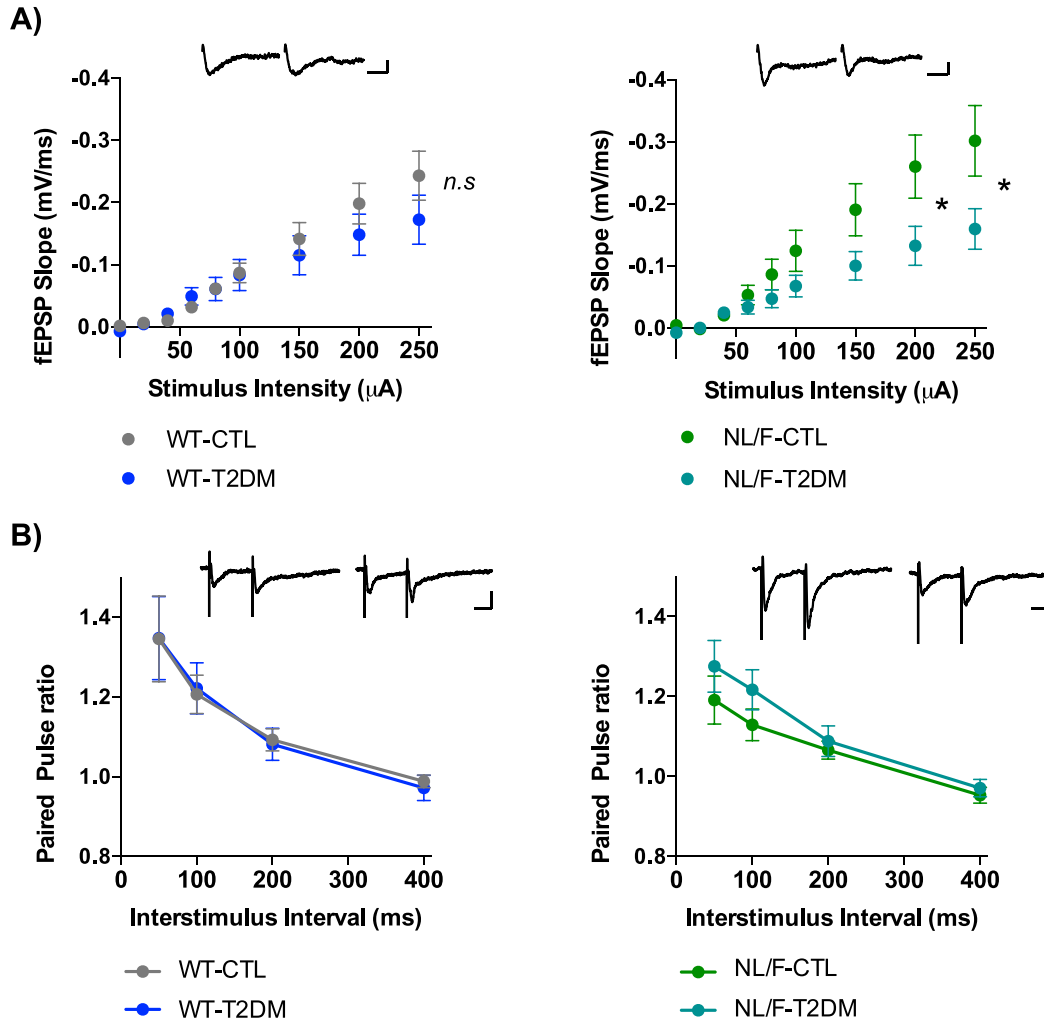 A)
-0.4
-0.3
-0.2
-0.1
0.0
50
100
150
200
250
fEPSP Slope (mV/ms)
Stimulus Intensity (μA)
n.s
WT-CTL
WT-T2DM
-0.4
-0.3
-0.2
-0.1
0.0
50
100
150
200
250
fEPSP Slope (mV/ms)
Stimulus Intensity (μA)
*
*
NL/F-CTL
NL/F-T2DM
B)
1.4
1.2
1.0
0.8
0
100
200
300
400
Paired Pulse ratio
Interstimulus Interval (ms)
WT-CTL
WT-T2DM
1.4
1.2
1.0
0.8
0
100
200
300
400
Paired Pulse ratio
Interstimulus Interval (ms)
NL/F-CTL
NL/F-T2DM